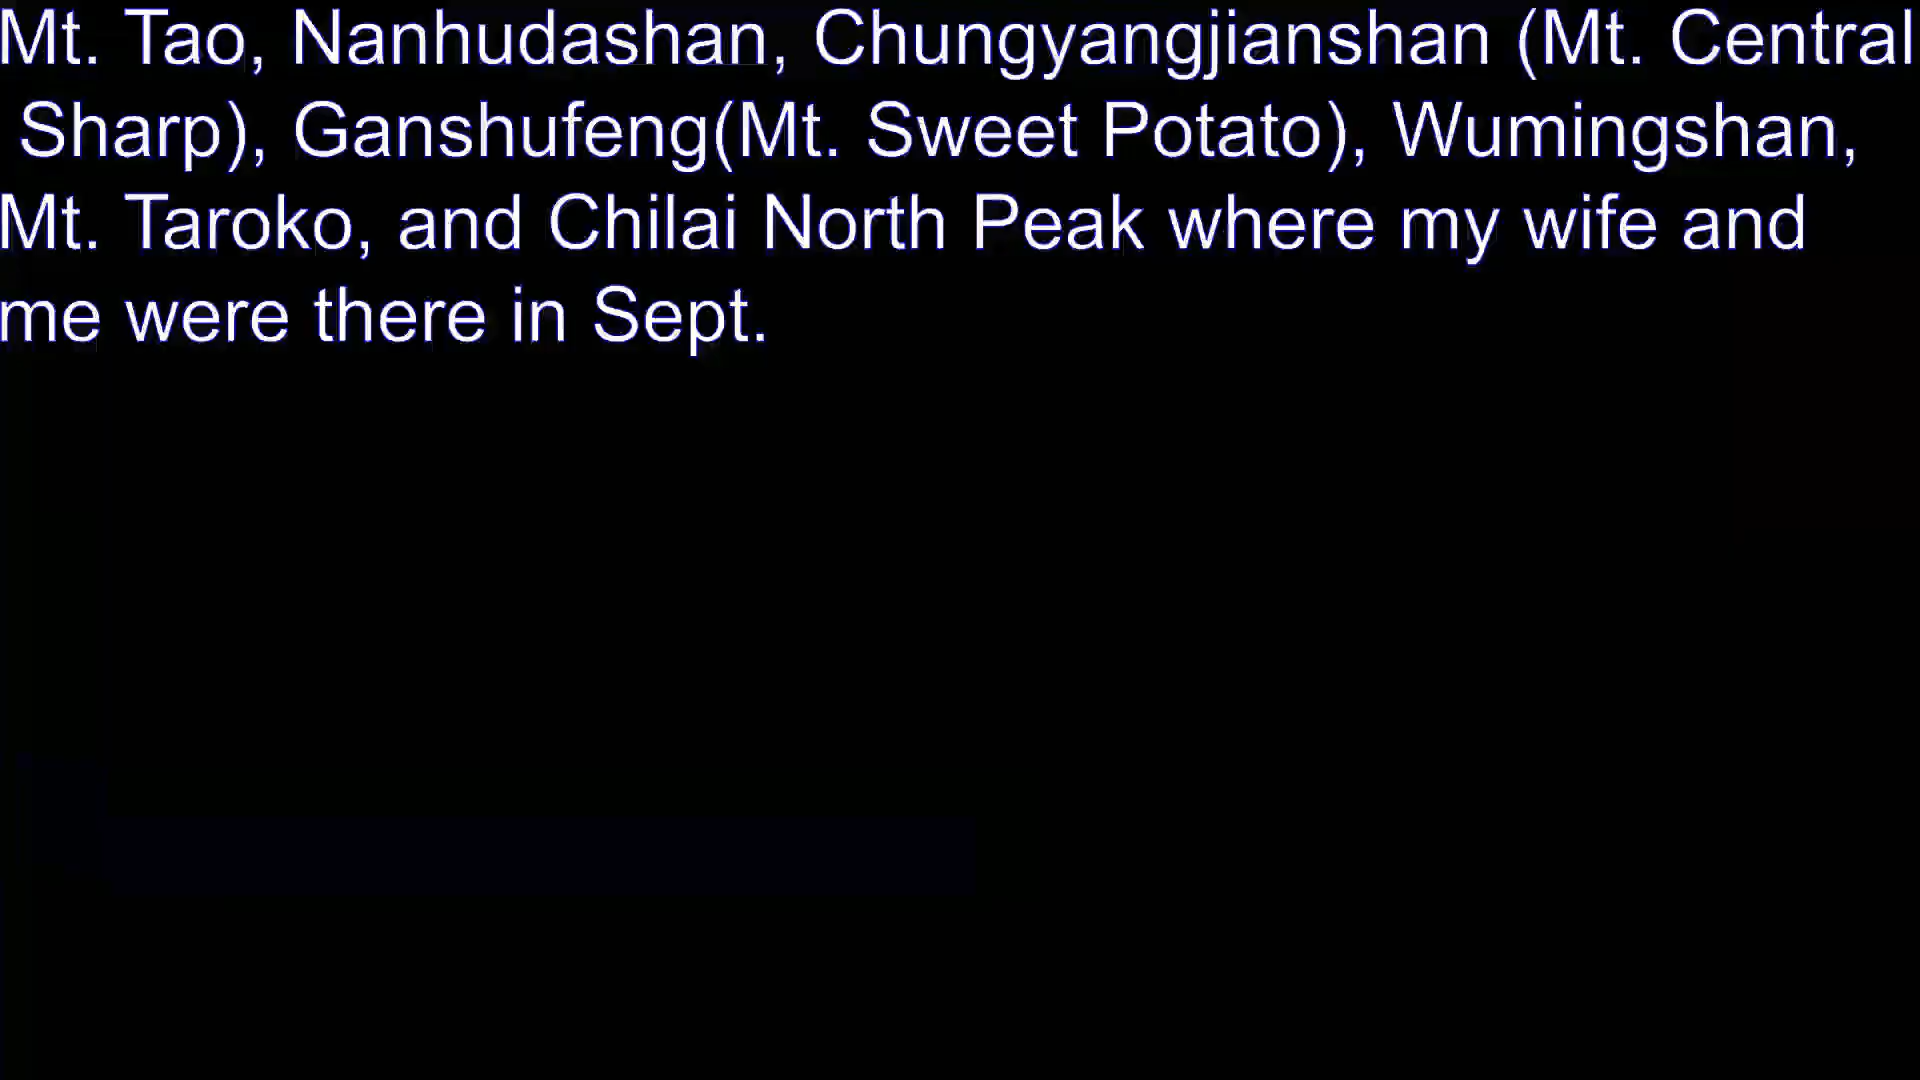 Mt. Tao, Nanhudashan, Chungyangjianshan (Mt. Central
Sharp), Ganshufeng(Mt. Sweet Potato), Wumingshan,
Mt. Taroko, and Chilai North Peak where my wife and
me were there in Sept.